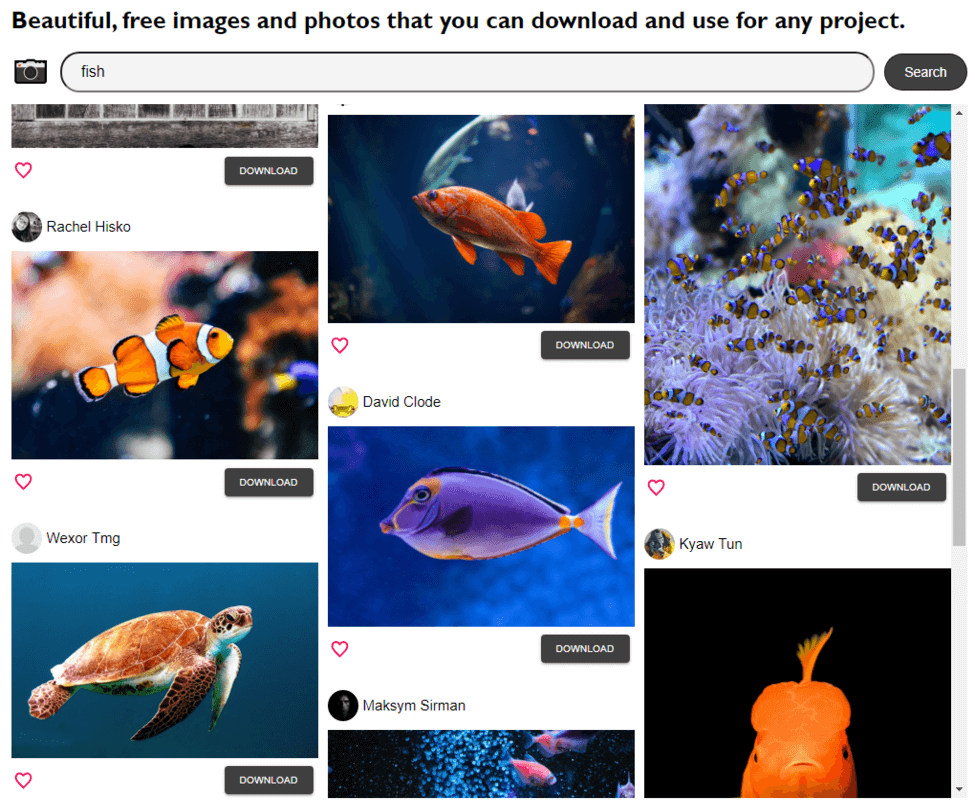 Beautiful, free images and photos that you can download and use for any project.
fish
Search
DOWNLOAD
Rachel Hisko
DOWNLOAD
Wexor Tmg
DOWNLOAD
DOWNLOAD
David Clode
DOWNLOAD
Maksym Sirman
DOWNLOAD
Kyaw Tun